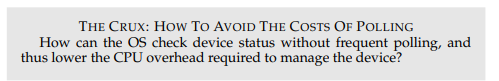 THE CRUX: HOW TO AVOID THE COSTS OF POLLING
How can the OS check device status without frequent polling, and
thus lower the CPU overhead required to manage the device?